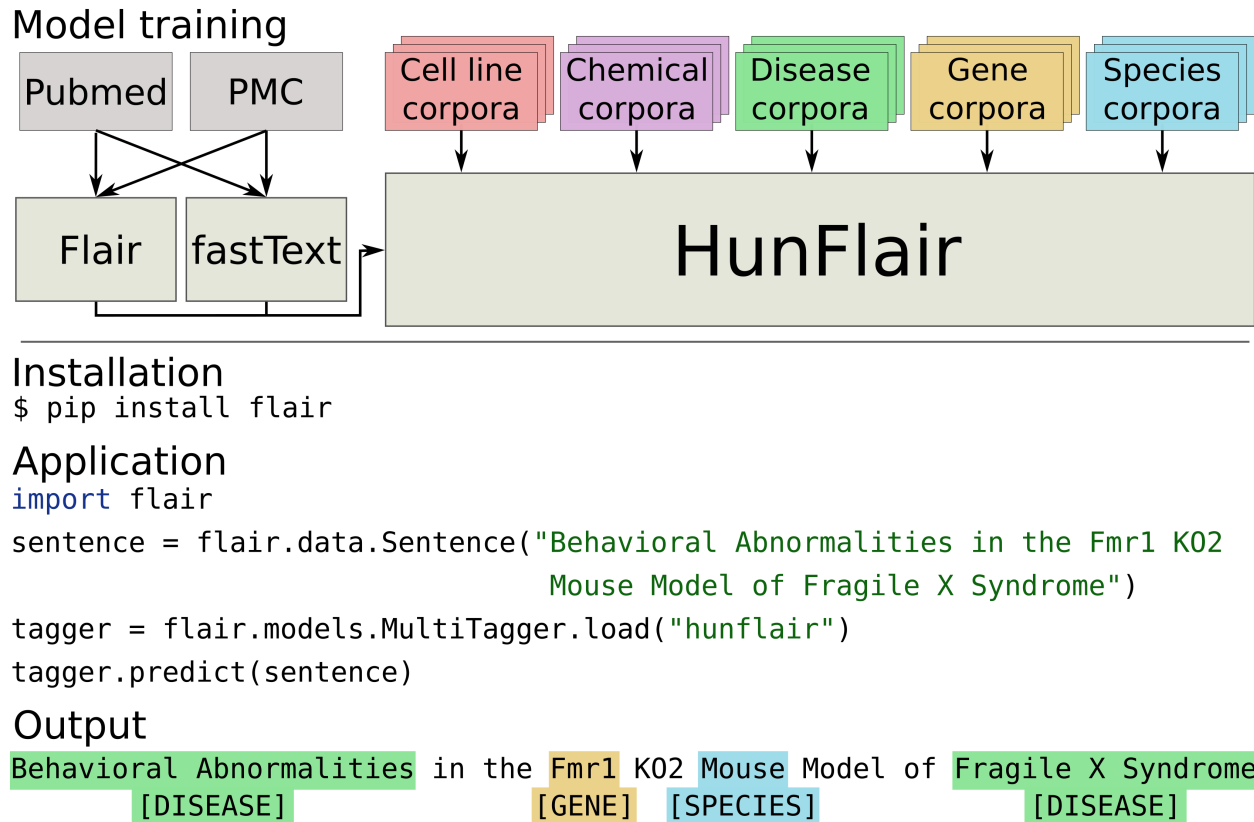 Model training
Pubmed
PMC
Cell line
corpora
Chemical
corpora
Disease
corpora
Gene
corpora
Species
corpora
Flair
fastText
HunFlair
Installation
$ pip install flair
Application
import flair
sentence = flair.data.Sentence("Behavioral Abnormalities in the Fmr1 KO2
Mouse Model of Fragile X Syndrome")
tagger = flair.models.MultiTagger.load("hunflair")
tagger.predict(sentence)
Output
Behavioral Abnormalities in the Fmr1 KO2 Mouse Model of Fragile X Syndrome
[DISEASE] [GENE] [SPECIES] [DISEASE]